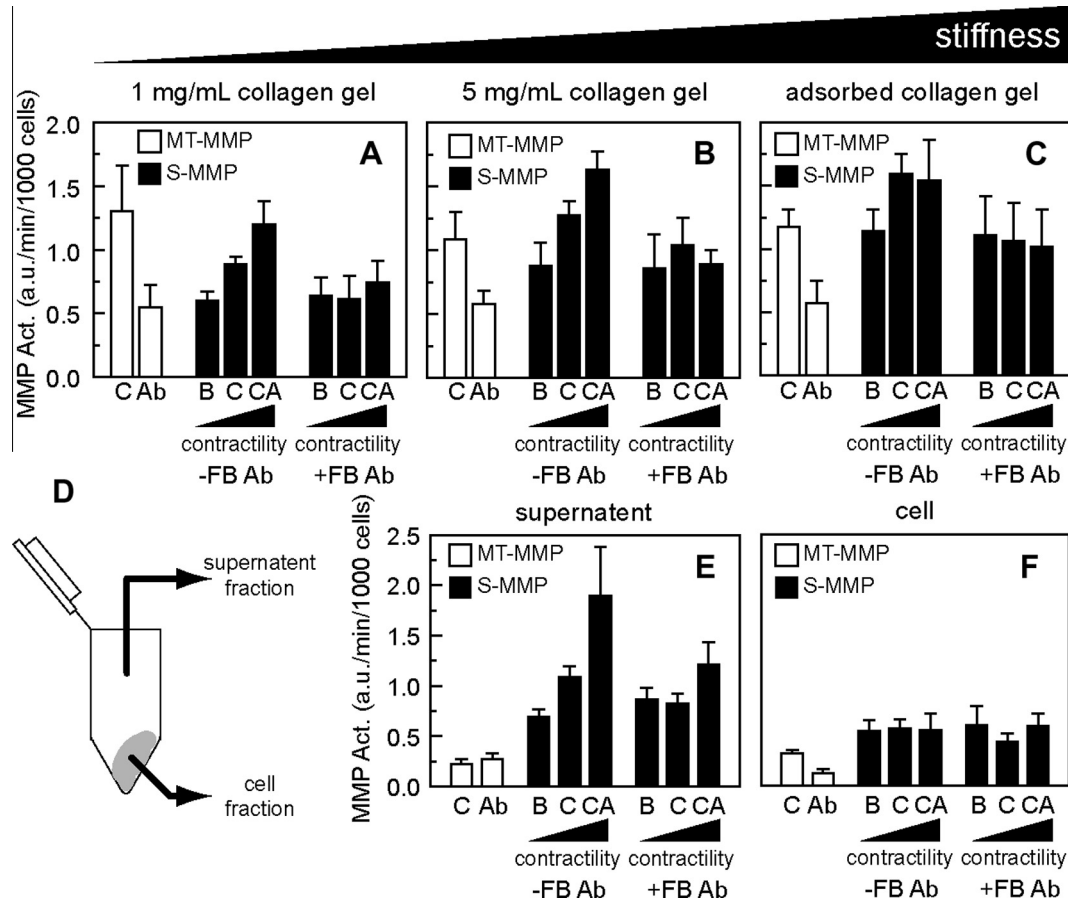 stiffness
1 mg/mL collagen gel
5 mg/mL collagen gel
adsorbed collagen gel
MMP Act. (a.u./min/1000 cells)
2.0
1.5
1.0
0.5
0.0
MT-MMP
S-MMP
A
C Ab B C CA B C CA
contractility contractility
-FB Ab +FB Ab
MT-MMP
S-MMP
B
C Ab B C CA B C CA
contractility contractility
-FB Ab +FB Ab
MT-MMP
S-MMP
C
C Ab B C CA B C CA
contractility contractility
-FB Ab +FB Ab
D
supernatent
fraction
cell
fraction
supernatent
MMP Act. (a.u./min/1000 cells)
2.5
2.0
1.5
1.0
0.5
0.0
MT-MMP
S-MMP
E
C Ab B C CA B C CA
contractility contractility
-FB Ab +FB Ab
cell
MT-MMP
S-MMP
F
C Ab B C CA B C CA
contractility contractility
-FB Ab +FB Ab